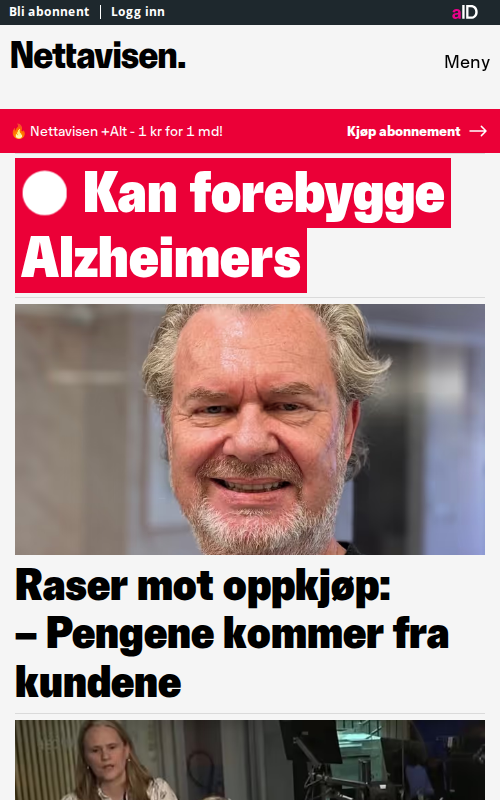 Bli abonnent | Logg inn
aID
Nettavisen.
Meny
🔥 Nettavisen +Alt - 1 kr for 1 md!
Kjøp abonnement →
Kan forebygge
Alzheimers
Raser mot oppkjøp:
– Pengene kommer fra
kundene